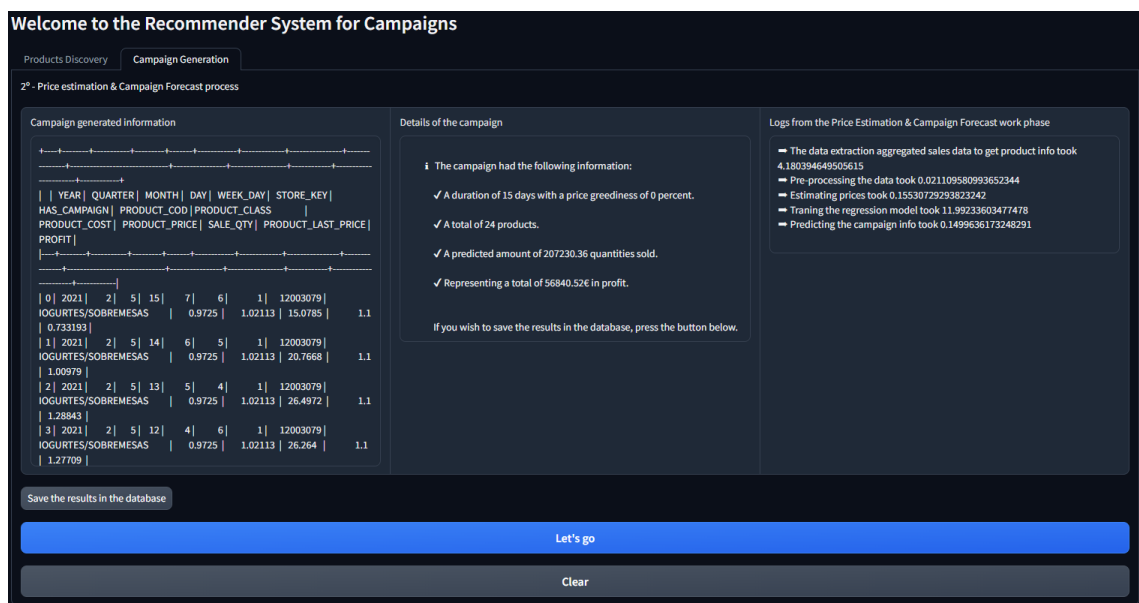 Welcome to the Recommender System for Campaigns
Products Discovery
Campaign Generation
2º - Price estimation & Campaign Forecast process
Campaign generated information
+----+--------+-----------+---------+-------+------------+-------------+-----------------+-------
--------+------------------------------+----------------+-------------+-----------+-----------
-----------+------------+
| | YEAR| QUARTER| MONTH| DAY| WEEK_DAY| STORE_KEY|
HAS_CAMPAIGN| PRODUCT_COD|PRODUCT_CLASS |
PRODUCT_COST| PRODUCT_PRICE| SALE_QTY| PRODUCT_LAST_PRICE|
PROFIT|
|----+--------+-----------+---------+-------+------------+-------------+-----------------+-------
--------+------------------------------+----------------+-------------+-----------+-----------
-----------+------------|
| 0| 2021| 2| 5| 15| 7| 6| 1| 12003079|
IOGURTES/SOBREMESAS | 0.9725 | 1.02113 | 15.0785 | 1.1
| 0.733193|
| 1| 2021| 2| 5| 14| 6| 5| 1| 12003079|
IOGURTES/SOBREMESAS | 0.9725 | 1.02113 | 20.7668 | 1.1
| 1.00979 |
| 2| 2021| 2| 5| 13| 5| 4| 1| 12003079|
IOGURTES/SOBREMESAS | 0.9725 | 1.02113 | 26.4972 | 1.1
| 1.28843 |
| 3| 2021| 2| 5| 12| 4| 6| 1| 12003079|
IOGURTES/SOBREMESAS | 0.9725 | 1.02113 | 26.264 | 1.1
| 1.27709 |
Details of the campaign
ℹ The campaign had the following information:
✓ A duration of 15 days with a price greediness of 0 percent.
✓ A total of 24 products.
✓ A predicted amount of 207230.36 quantities sold.
✓ Representing a total of 56840.52€ in profit.
If you wish to save the results in the database, press the button below.
Logs from the Price Estimation & Campaign Forecast work phase
➡ The data extraction aggregated sales data to get product info took
4.180394649505615
➡ Pre-processing the data took 0.021109580993652344
➡ Estimating prices took 0.15530729293823242
➡ Traning the regression model took 11.99233603477478
➡ Predicting the campaign info took 0.1499636173248291
Save the results in the database
Let's go
Clear